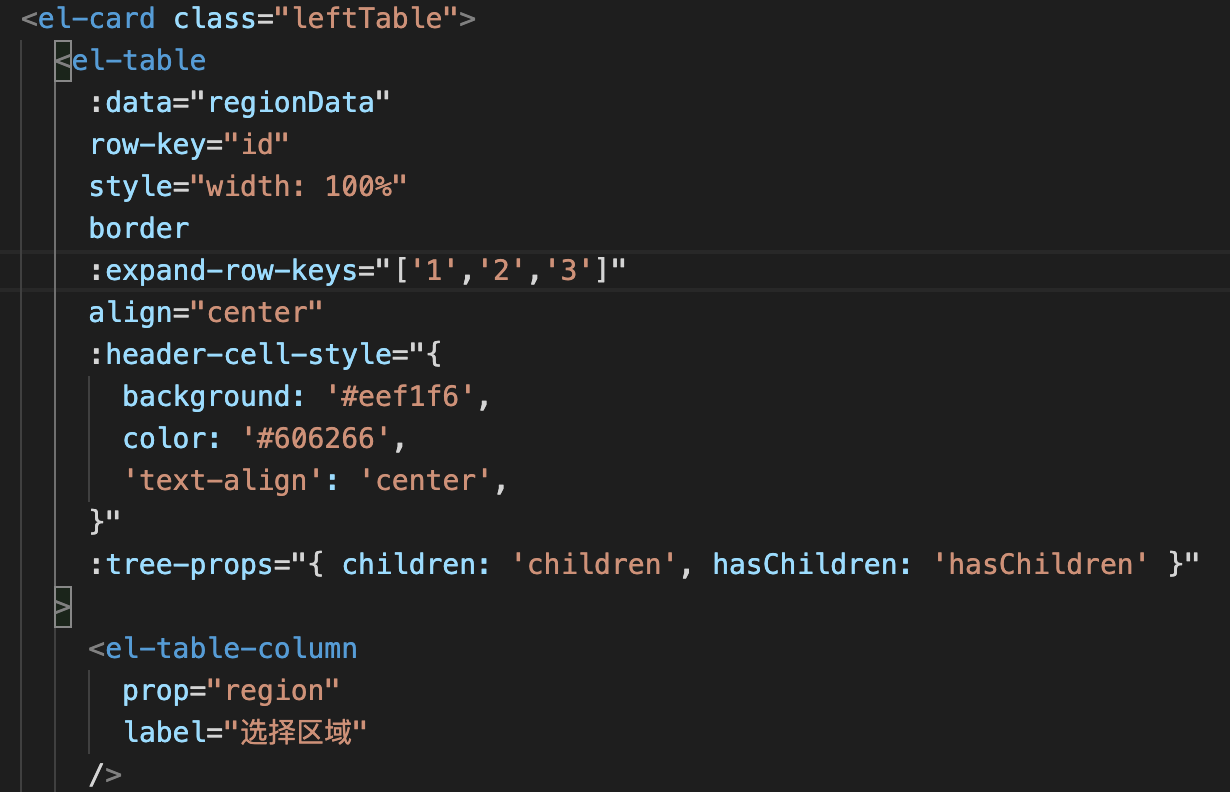 <el-card class="leftTable">
<el-table
:data="regionData"
row-key="id"
style="width: 100%"
border
:expand-row-keys="['1','2','3']"
align="center"
:header-cell-style="{
background: '#eef1f6',
color: '#606266',
'text-align': 'center',
}"
:tree-props="{ children: 'children', hasChildren: 'hasChildren' }"
>
<el-table-column
prop="region"
label="选择区域"
/>